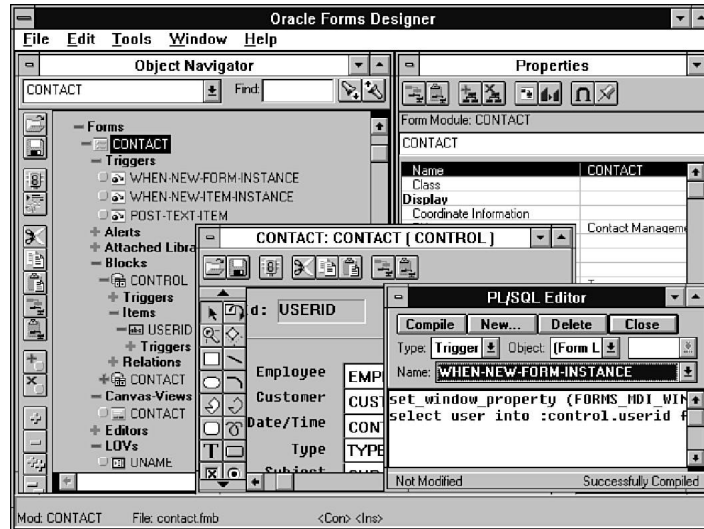 Oracle Forms Designer
File Edit Tools Window Help
Object Navigator
CONTACT Find:
Forms
CONTACT
Triggers
WHEN-NEW-FORM-INSTANCE
WHEN-NEW-ITEM-INSTANCE
POST-TEXT-ITEM
Alerts
Attached Libra
Blocks
CONTROL
Triggers
Items
USERID
Triggers
Relations
CONTACT
Canvas-Views
CONTACT
Editors
LOVs
UNAME
Properties
Form Module: CONTACT
CONTACT
Name CONTACT
Class
Display
Coordinate Information
Contact Manageme
CONTACT: CONTACT ( CONTROL )
d: USERID
Employee EMP
Customer CUST
Date/Time CONT
Type TYPE
Subject
PL/SQL Editor
Compile New... Delete Close
Type: Trigger Object: (Form L
Name: WHEN-NEW-FORM-INSTANCE
set_window_property (FORMS_MDI_WIN
select user into :control.userid f
Not Modified Successfully Compiled
Mod: CONTACT File: contact.fmb <Con> <Ins>